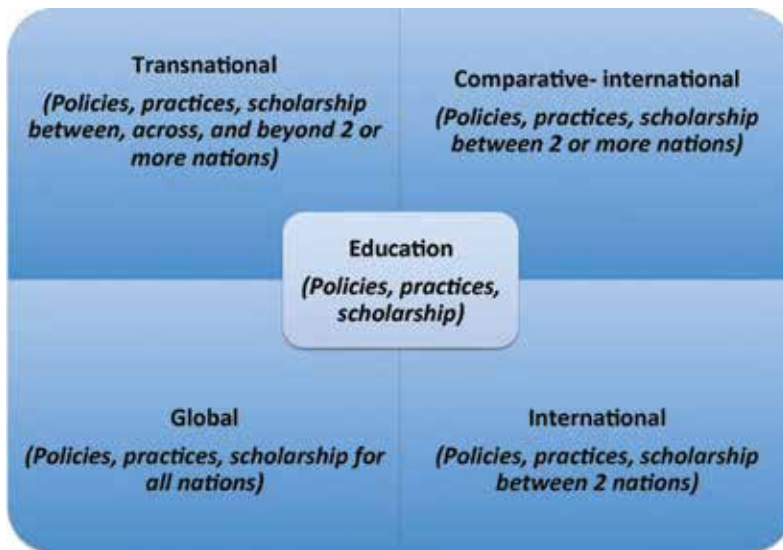 Transnational
(Policies, practices, scholarship
between, across, and beyond 2 or
more nations)
Comparative- international
(Policies, practices, scholarship
between 2 or more nations)
Education
(Policies, practices,
scholarship)
Global
(Policies, practices, scholarship for
all nations)
International
(Policies, practices, scholarship
between 2 nations)